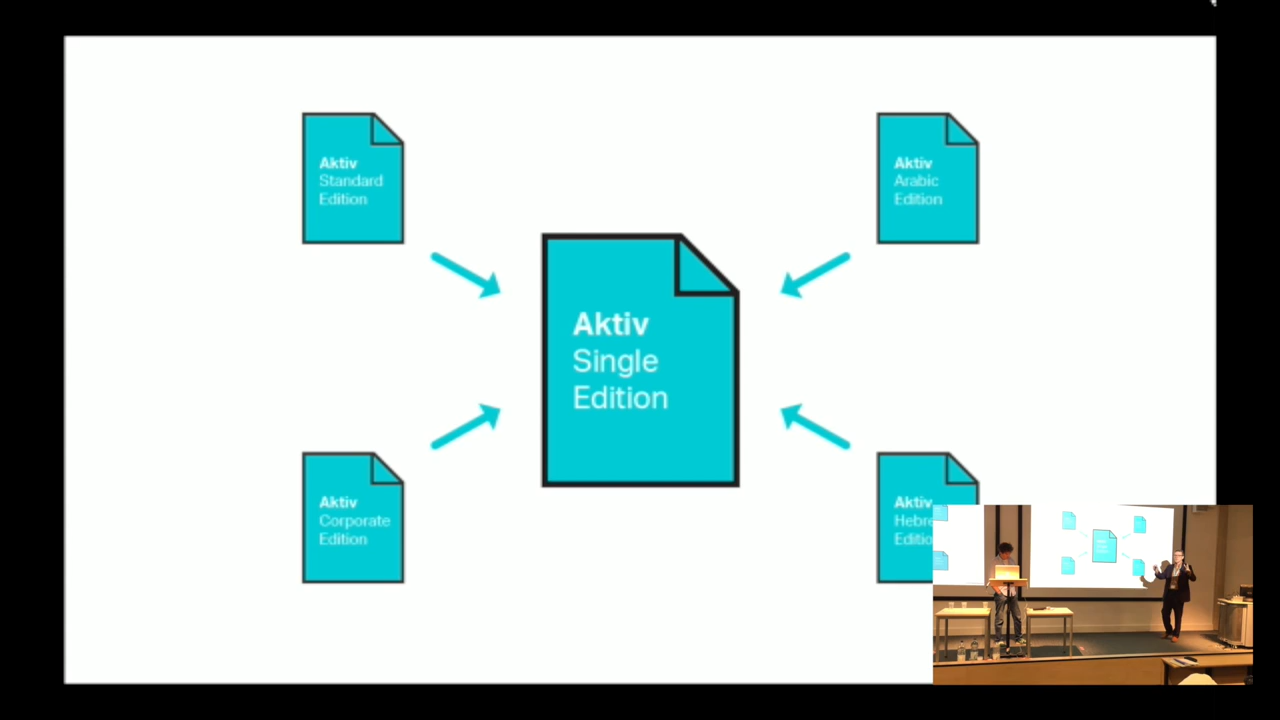 Aktiv
Standard
Edition
Aktiv
Arabic
Edition
Aktiv
Single
Edition
Aktiv
Corporate
Edition
Aktiv